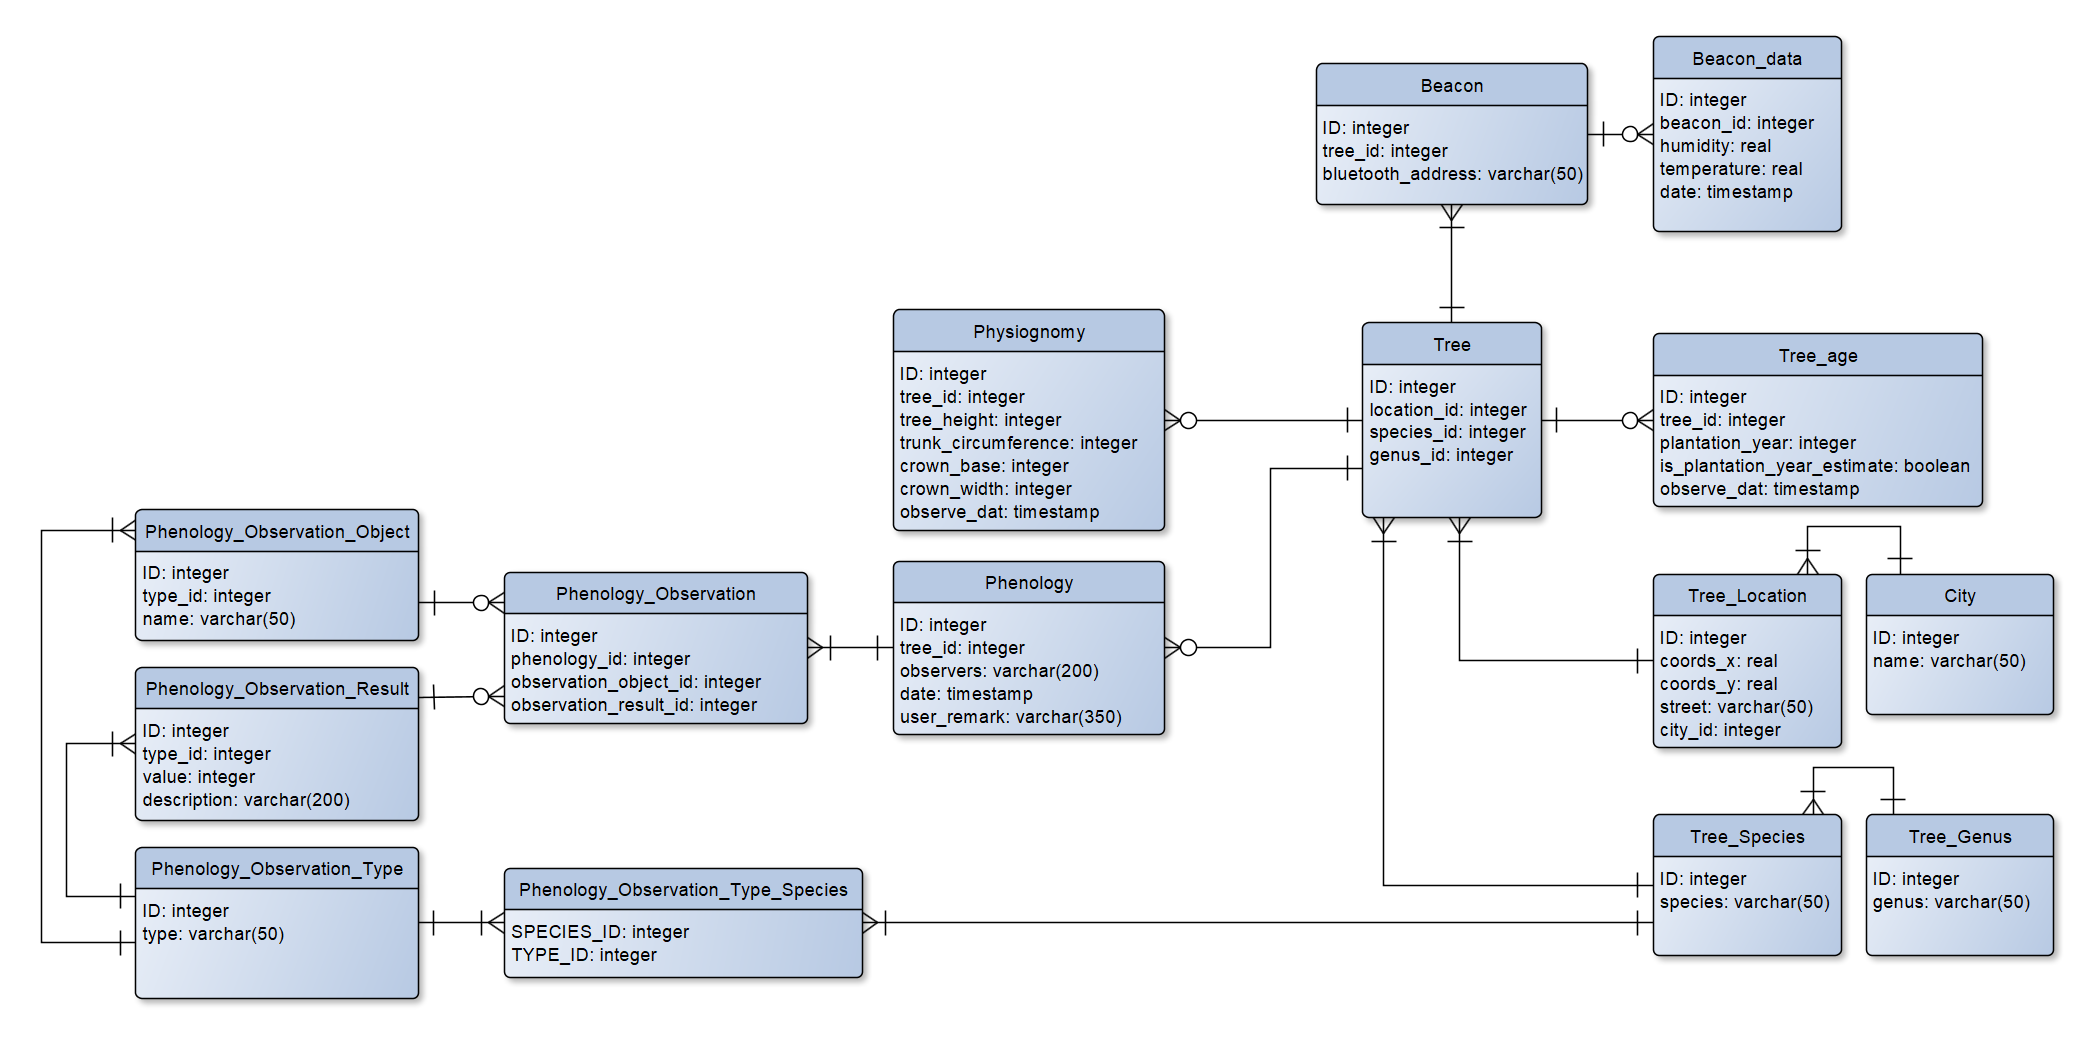 Beacon_data
ID: integer
beacon_id: integer
humidity: real
temperature: real
date: timestamp
Beacon
ID: integer
tree_id: integer
bluetooth_address: varchar(50)
Physiognomy
ID: integer
tree_id: integer
tree_height: integer
trunk_circumference: integer
crown_base: integer
crown_width: integer
observe_dat: timestamp
Tree
ID: integer
location_id: integer
species_id: integer
genus_id: integer
Tree_age
ID: integer
tree_id: integer
plantation_year: integer
is_plantation_year_estimate: boolean
observe_dat: timestamp
Phenology_Observation_Object
ID: integer
type_id: integer
name: varchar(50)
Phenology_Observation
ID: integer
phenology_id: integer
observation_object_id: integer
observation_result_id: integer
Phenology
ID: integer
tree_id: integer
observers: varchar(200)
date: timestamp
user_remark: varchar(350)
Tree_Location
ID: integer
coords_x: real
coords_y: real
street: varchar(50)
city_id: integer
City
ID: integer
name: varchar(50)
Phenology_Observation_Result
ID: integer
type_id: integer
value: integer
description: varchar(200)
Phenology_Observation_Type
ID: integer
type: varchar(50)
Phenology_Observation_Type_Species
SPECIES_ID: integer
TYPE_ID: integer
Tree_Species
ID: integer
species: varchar(50)
Tree_Genus
ID: integer
genus: varchar(50)